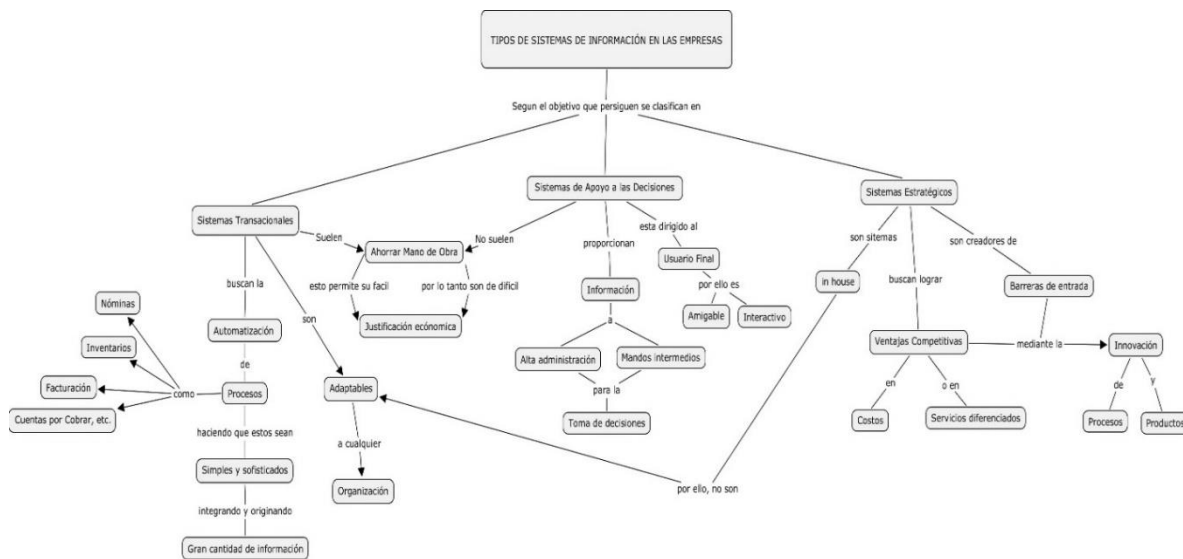 TIPOS DE SISTEMAS DE INFORMACIÓN EN LAS EMPRESAS
Segun el objetivo que persiguen se clasifican en
Sistemas Transacionales
Suelen
Ahorrar Mano de Obra
esto permite su facil
por lo tanto son de dificil
Justificación económica
buscan la
Automatización
de
Procesos
como
Nóminas
Inventarios
Facturación
Cuentas por Cobrar, etc.
haciendo que estos sean
Simples y sofisticados
integrando y originando
Gran cantidad de información
son
Adaptables
a cualquier
Organización
Sistemas de Apoyo a las Decisiones
No suelen
proporcionan
Información
a
Alta administración
Mandos intermedios
para la
Toma de decisiones
esta dirigido al
Usuario Final
por ello es
Amigable
Interactivo
Sistemas Estratégicos
son sitemas
in house
por ello, no son
buscan lograr
Ventajas Competitivas
en
Costos
o en
Servicios diferenciados
son creadores de
Barreras de entrada
mediante la
Innovación
de
Procesos
y
Productos